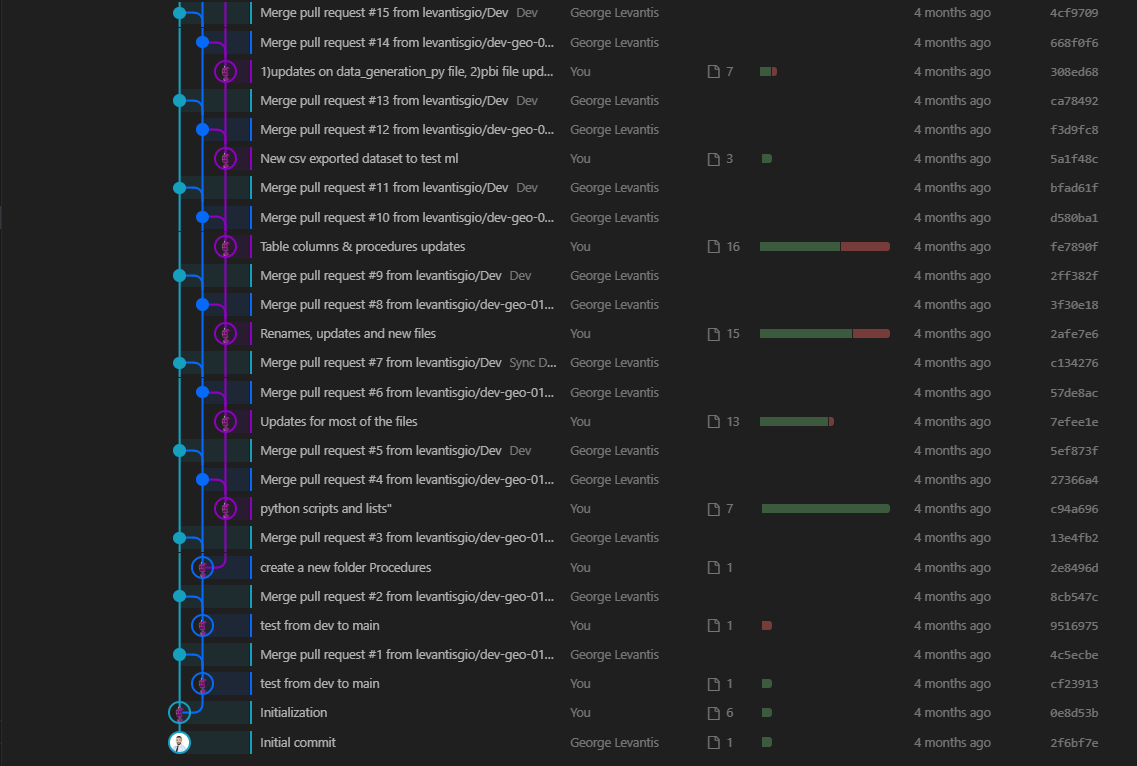 Merge pull request #15 from levantisgio/Dev Dev George Levantis 4 months ago 4cf9709
Merge pull request #14 from levantisgio/dev-geo-0... George Levantis 4 months ago 668f0f6
1)updates on data_generation_py file, 2)pbi file upd... You 7 4 months ago 308ed68
Merge pull request #13 from levantisgio/Dev Dev George Levantis 4 months ago ca78492
Merge pull request #12 from levantisgio/dev-geo-0... George Levantis 4 months ago f3d9fc8
New csv exported dataset to test ml You 3 4 months ago 5a1f48c
Merge pull request #11 from levantisgio/Dev Dev George Levantis 4 months ago bfad61f
Merge pull request #10 from levantisgio/dev-geo-0... George Levantis 4 months ago d580ba1
Table columns & procedures updates You 16 4 months ago fe7890f
Merge pull request #9 from levantisgio/Dev Dev George Levantis 4 months ago 2ff382f
Merge pull request #8 from levantisgio/dev-geo-01... George Levantis 4 months ago 3f30e18
Renames, updates and new files You 15 4 months ago 2afe7e6
Merge pull request #7 from levantisgio/Dev Sync D... George Levantis 4 months ago c134276
Merge pull request #6 from levantisgio/dev-geo-01... George Levantis 4 months ago 57de8ac
Updates for most of the files You 13 4 months ago 7efee1e
Merge pull request #5 from levantisgio/Dev Dev George Levantis 4 months ago 5ef873f
Merge pull request #4 from levantisgio/dev-geo-01... George Levantis 4 months ago 27366a4
python scripts and lists" You 7 4 months ago c94a696
Merge pull request #3 from levantisgio/dev-geo-01... George Levantis 4 months ago 13e4fb2
create a new folder Procedures You 1 4 months ago 2e8496d
Merge pull request #2 from levantisgio/dev-geo-01... George Levantis 4 months ago 8cb547c
test from dev to main You 1 4 months ago 9516975
Merge pull request #1 from levantisgio/dev-geo-01... George Levantis 4 months ago 4c5ecbe
test from dev to main You 1 4 months ago cf23913
Initialization You 6 4 months ago 0e8d53b
Initial commit George Levantis 1 4 months ago 2f6bf7e